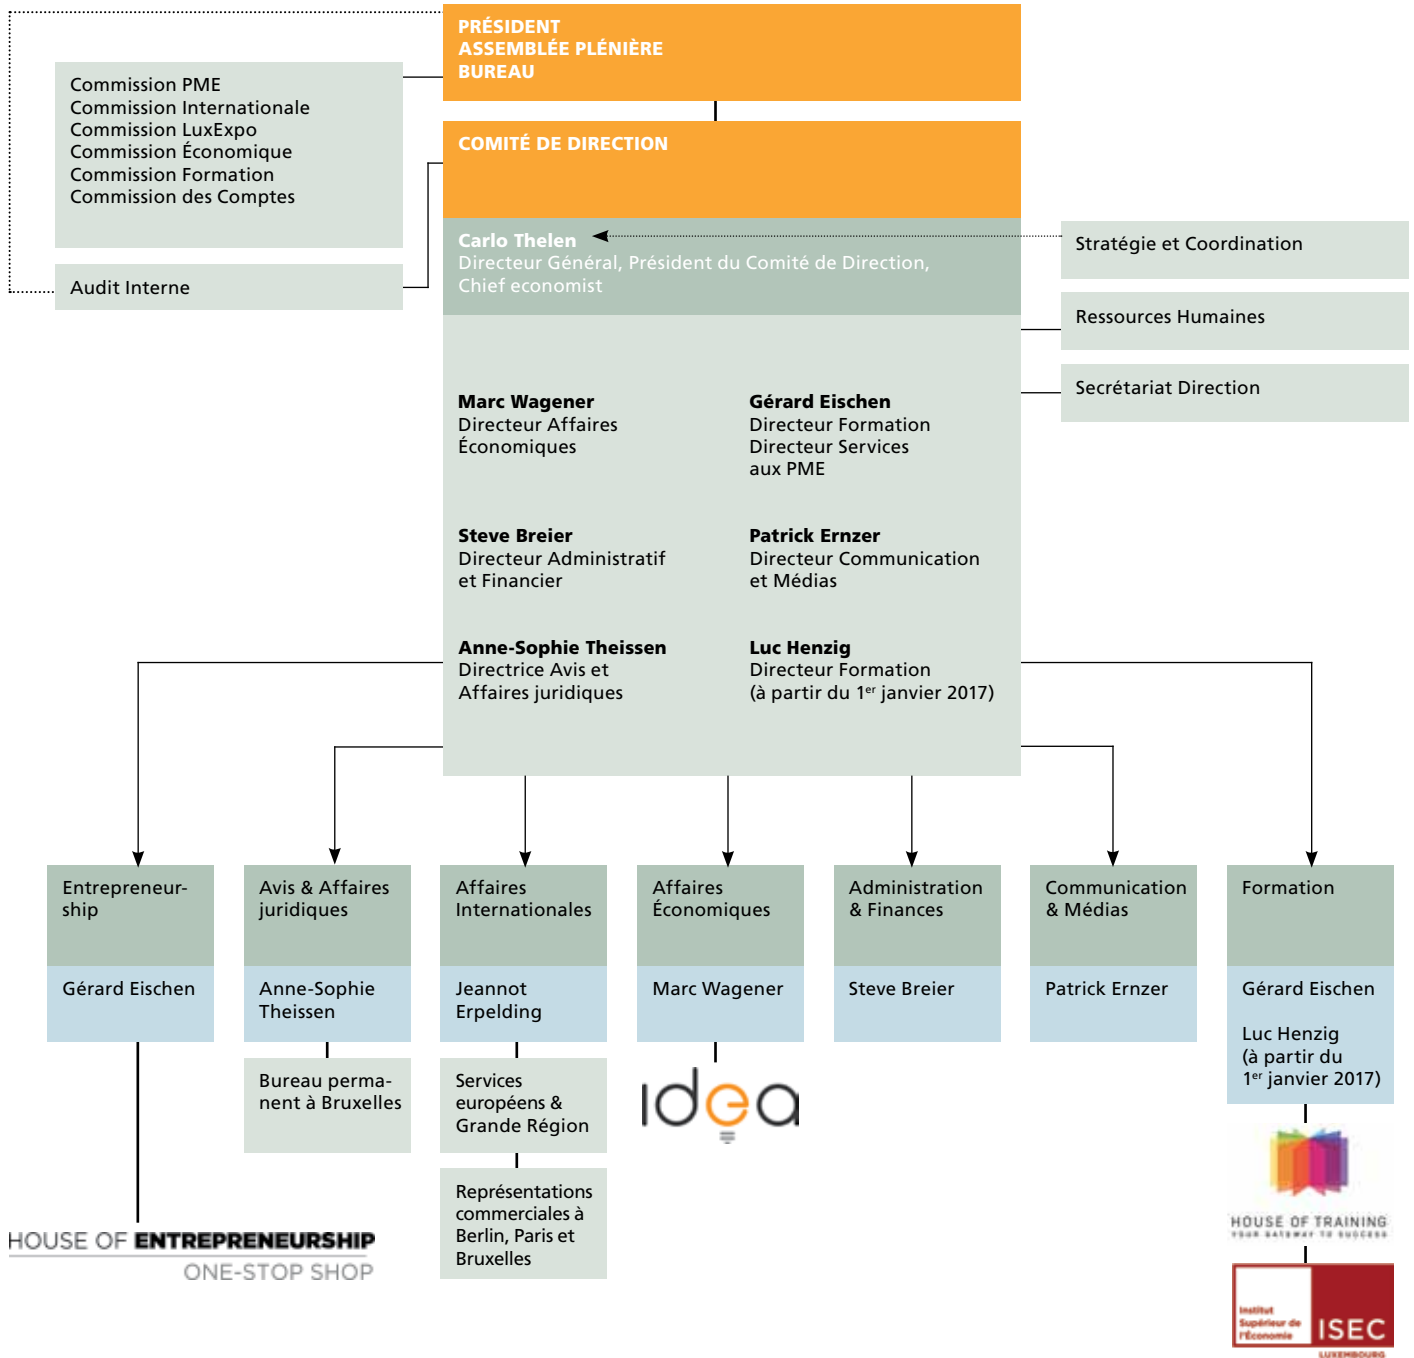 PRÉSIDENT
ASSEMBLÉE PLÉNIÈRE
BUREAU
Commission PME
Commission Internationale
Commission LuxExpo
Commission Économique
Commission Formation
Commission des Comptes
Audit Interne
COMITÉ DE DIRECTION
Carlo Thelen
Directeur Général, Président du Comité de Direction,
Chief economist
Stratégie et Coordination
Ressources Humaines
Secrétariat Direction
Marc Wagener
Directeur Affaires
Économiques
Gérard Eischen
Directeur Formation
Directeur Services
aux PME
Steve Breier
Directeur Administratif
et Financier
Patrick Ernzer
Directeur Communication
et Médias
Anne-Sophie Theissen
Directrice Avis et
Affaires juridiques
Luc Henzig
Directeur Formation
(à partir du 1er janvier 2017)
Entrepreneur-
ship
Gérard Eischen
HOUSE OF ENTREPRENEURSHIP
ONE-STOP SHOP
Avis & Affaires
juridiques
Anne-Sophie
Theissen
Bureau perma-
nent à Bruxelles
Affaires
Internationales
Jeannot
Erpelding
Services
européens &
Grande Région
Représentations
commerciales à
Berlin, Paris et
Bruxelles
Affaires
Économiques
Marc Wagener
idea
Administration
& Finances
Steve Breier
Communication
& Médias
Patrick Ernzer
Formation
Gérard Eischen
Luc Henzig
(à partir du
1er janvier 2017)
HOUSE OF TRAINING
YOUR GATEWAY TO SUCCESS
Institut
Supérieur de
l'Économie
ISEC
LUXEMBOURG